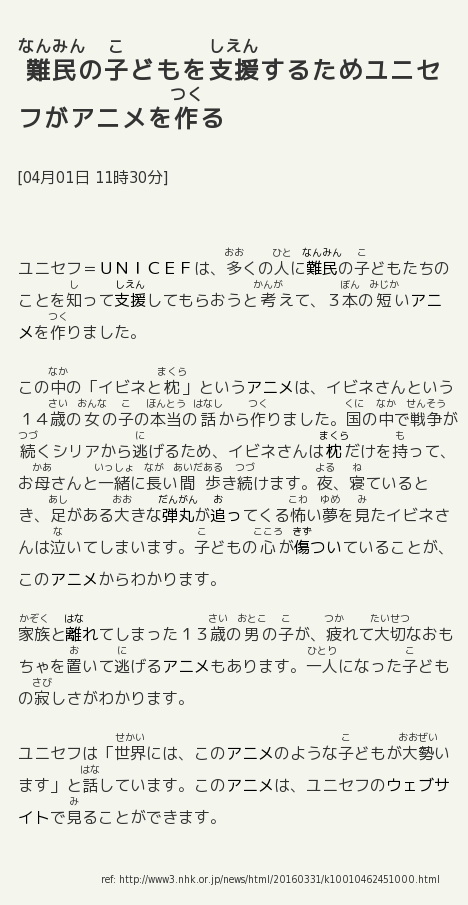 難民の子どもを支援するためユニセ
フがアニメを作る
[04月01日 11時30分]
ユニセフ＝ＵＮＩＣＥＦは、多くの人に難民の子どもたちの
ことを知って支援してもらおうと考えて、３本の短いアニ
メを作りました。
この中の「イビネと枕」というアニメは、イビネさんという
１４歳の女の子の本当の話から作りました。国の中で戦争が
続くシリアから逃げるため、イビネさんは枕だけを持って、
お母さんと一緒に長い間歩き続けます。夜、寝ていると
き、足がある大きな弾丸が追ってくる怖い夢を見たイビネさ
んは泣いてしまいます。子どもの心が傷ついていることが、
このアニメからわかります。
家族と離れてしまった１３歳の男の子が、疲れて大切なおも
ちゃを置いて逃げるアニメもあります。一人になった子ども
の寂しさがわかります。
ユニセフは「世界には、このアニメのような子どもが大勢い
ます」と話しています。このアニメは、ユニセフのウェブサ
イトで見ることができます。
ref: http://www3.nhk.or.jp/news/html/20160331/k10010462451000.html